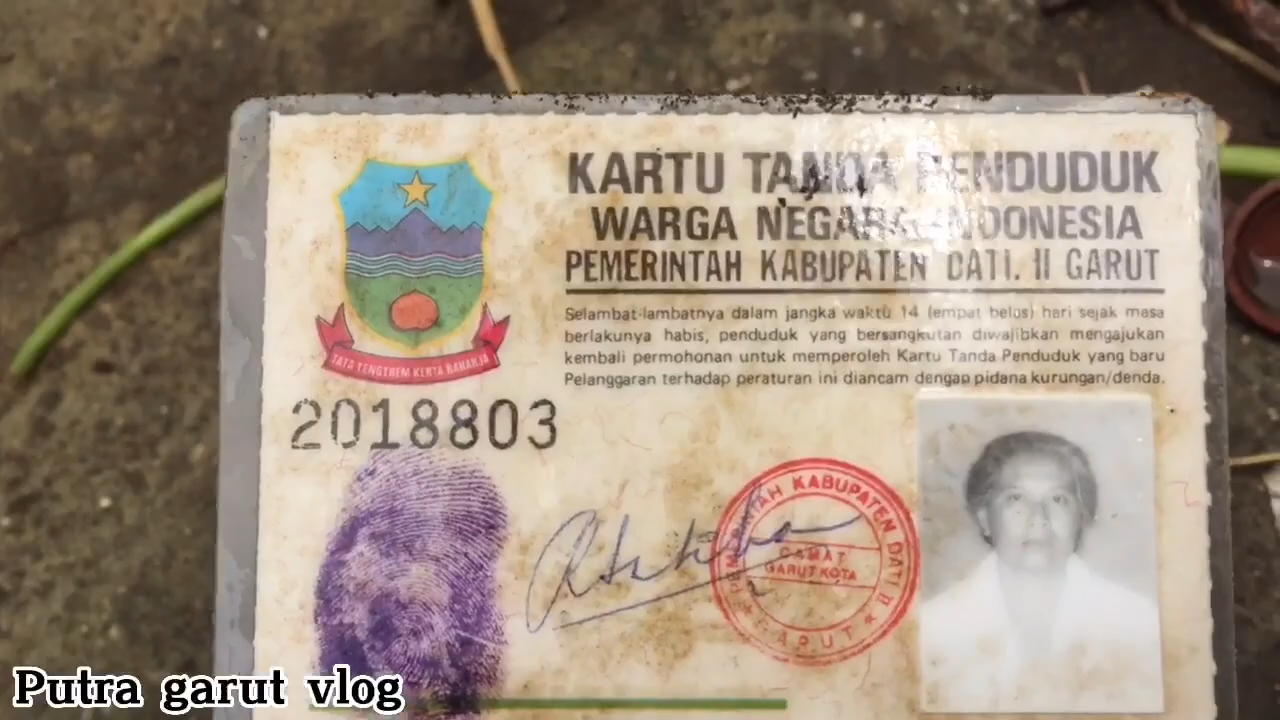 KARTU TANDA PENDUDUK
WARGA NEGARA INDONESIA
PEMERINTAH KABUPATEN DATI. II GARUT
Selambat-lambatnya dalam jangka waktu 14 (empat belas) hari sejak masa
berlakunya habis, penduduk yang bersangkutan diwajibkan mengajukan
kembali permohonan untuk memperoleh Kartu Tanda Penduduk yang baru
Pelanggaran terhadap peraturan ini diancam dengan pidana kurungan/denda.
TATA TENGTREM KERTA RAHARJA
2018803
PEMERINTAH KABUPATEN DATI II
CAMAT
GARUT KOTA
* GARUT *
Putra garut vlog